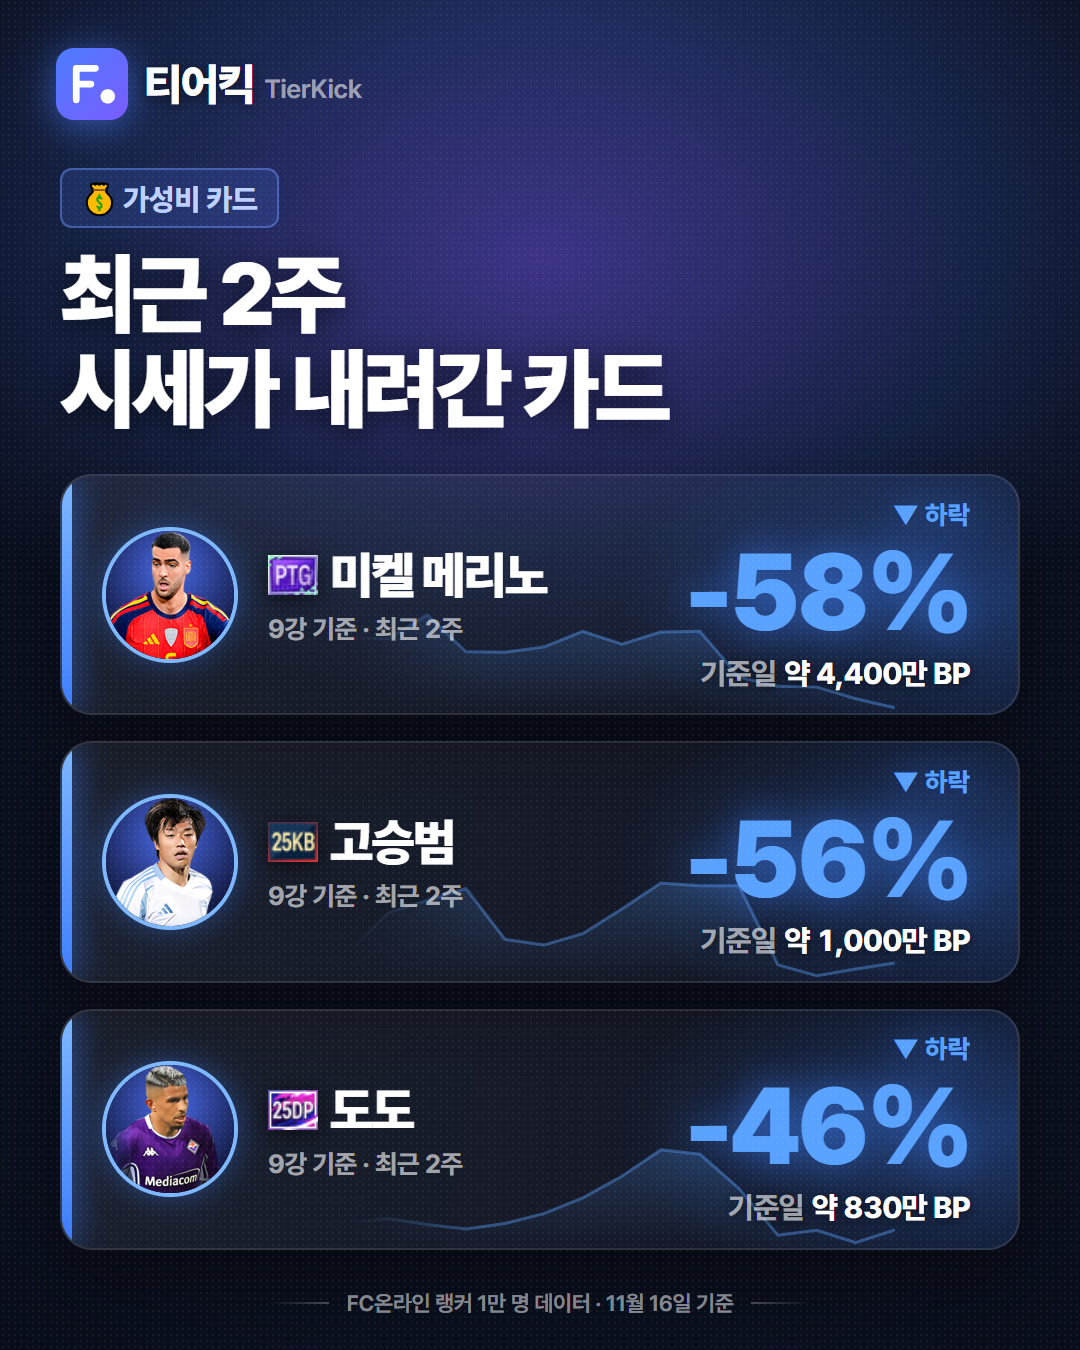 F. 티어킥 TierKick
가성비 카드
최근 2주
시세가 내려간 카드
▼ 하락
PTG 미켈 메리노
-58%
9강 기준 · 최근 2주
기준일 약 4,400만 BP
▼ 하락
25KB 고승범
-56%
9강 기준 · 최근 2주
기준일 약 1,000만 BP
▼ 하락
25DP 도도
-46%
9강 기준 · 최근 2주
Mediacom
기준일 약 830만 BP
FC온라인 랭커 1만 명 데이터 · 11월 16일 기준